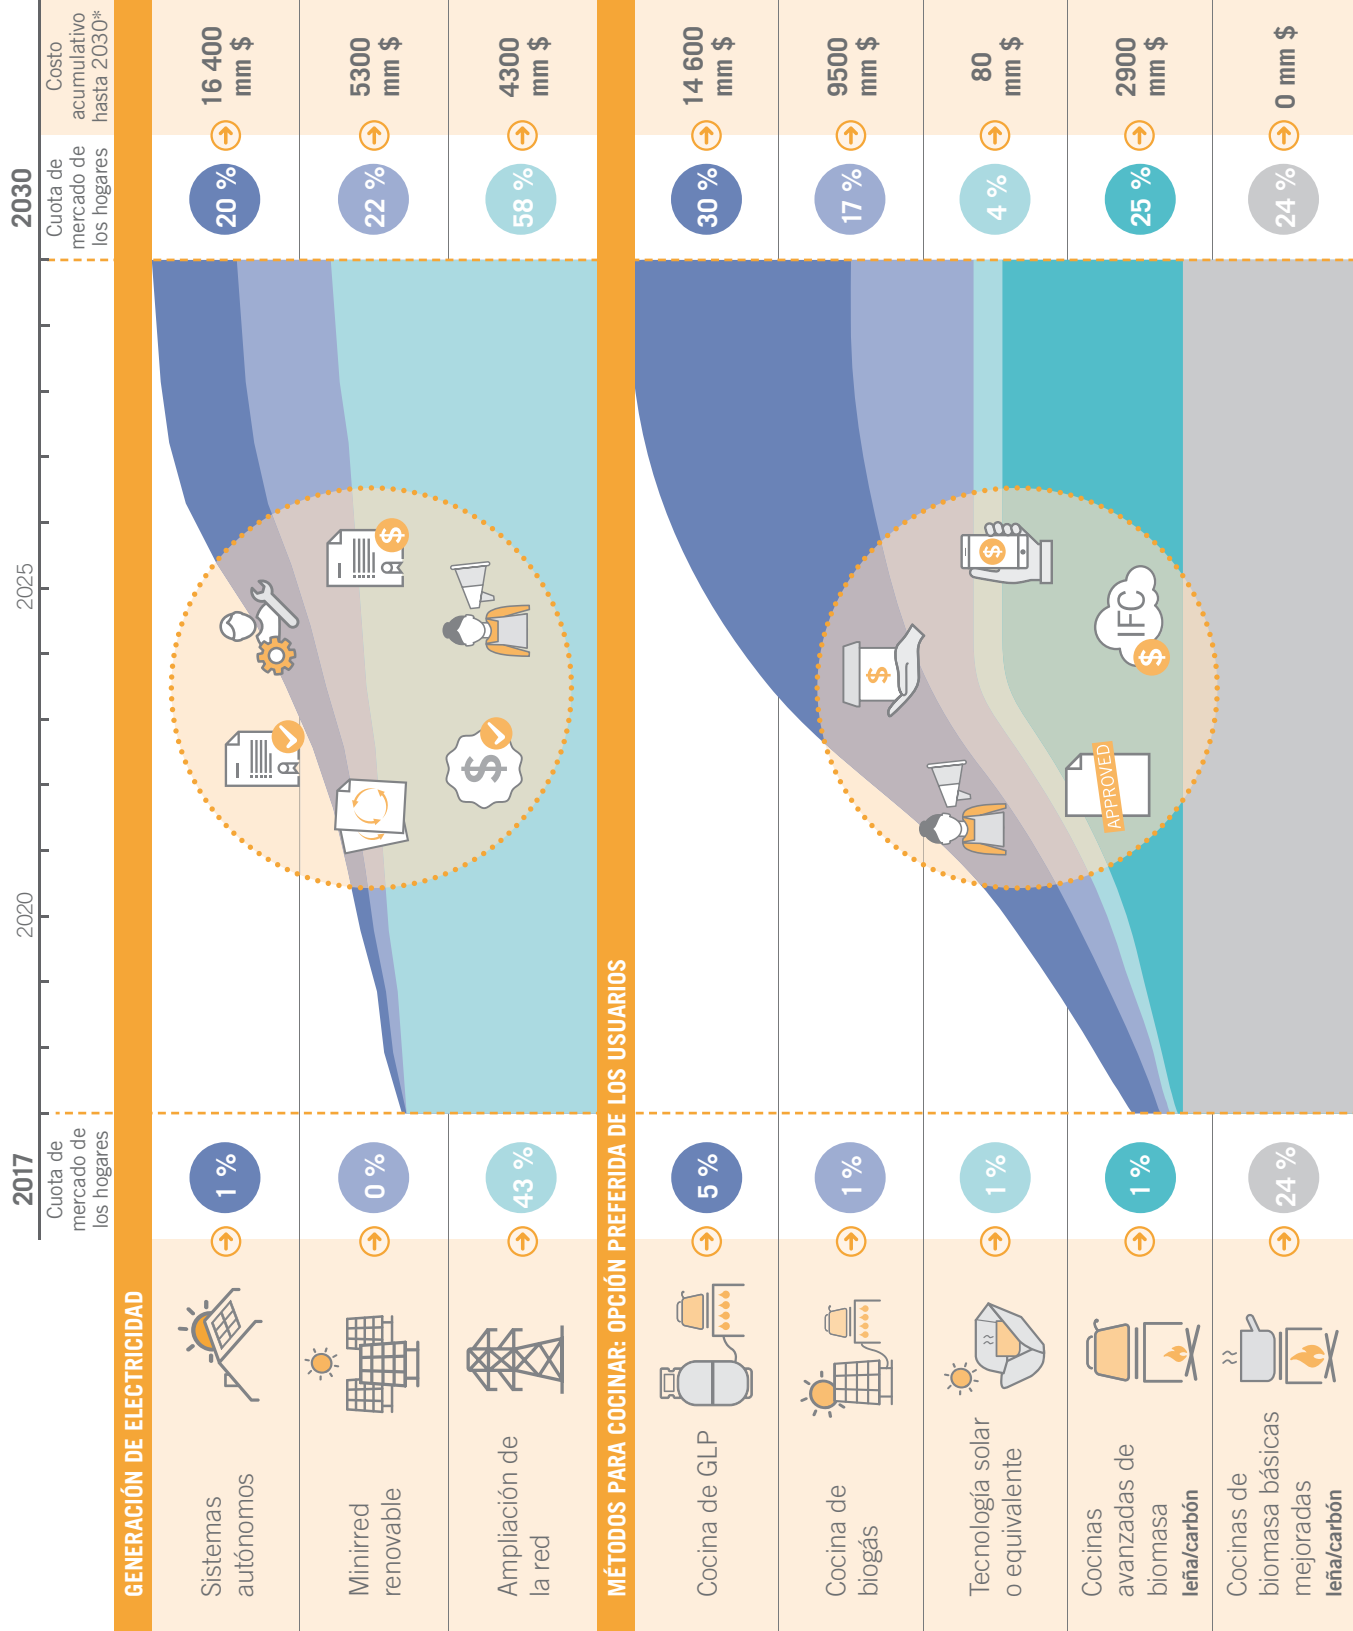 2017
2020
2025
2030
Cuota de
mercado de
los hogares
Cuota de
mercado de
los hogares
Costo
acumulativo
hasta 2030*
GENERACIÓN DE ELECTRICIDAD
Sistemas
autónomos
1 %
20 %
16 400
mm $
Minirred
renovable
0 %
22 %
5300
mm $
Ampliación de
la red
43 %
58 %
4300
mm $
$
$
MÉTODOS PARA COCINAR: OPCIÓN PREFERIDA DE LOS USUARIOS
Cocina de GLP
5 %
30 %
14 600
mm $
Cocina de
biogás
1 %
17 %
9500
mm $
Tecnología solar
o equivalente
1 %
4 %
80
mm $
Cocinas
avanzadas de
biomasa
leña/carbón
1 %
25 %
2900
mm $
Cocinas de
biomasa básicas
mejoradas
leña/carbón
24 %
24 %
0 mm $
$
$
APPROVED
IFC
$